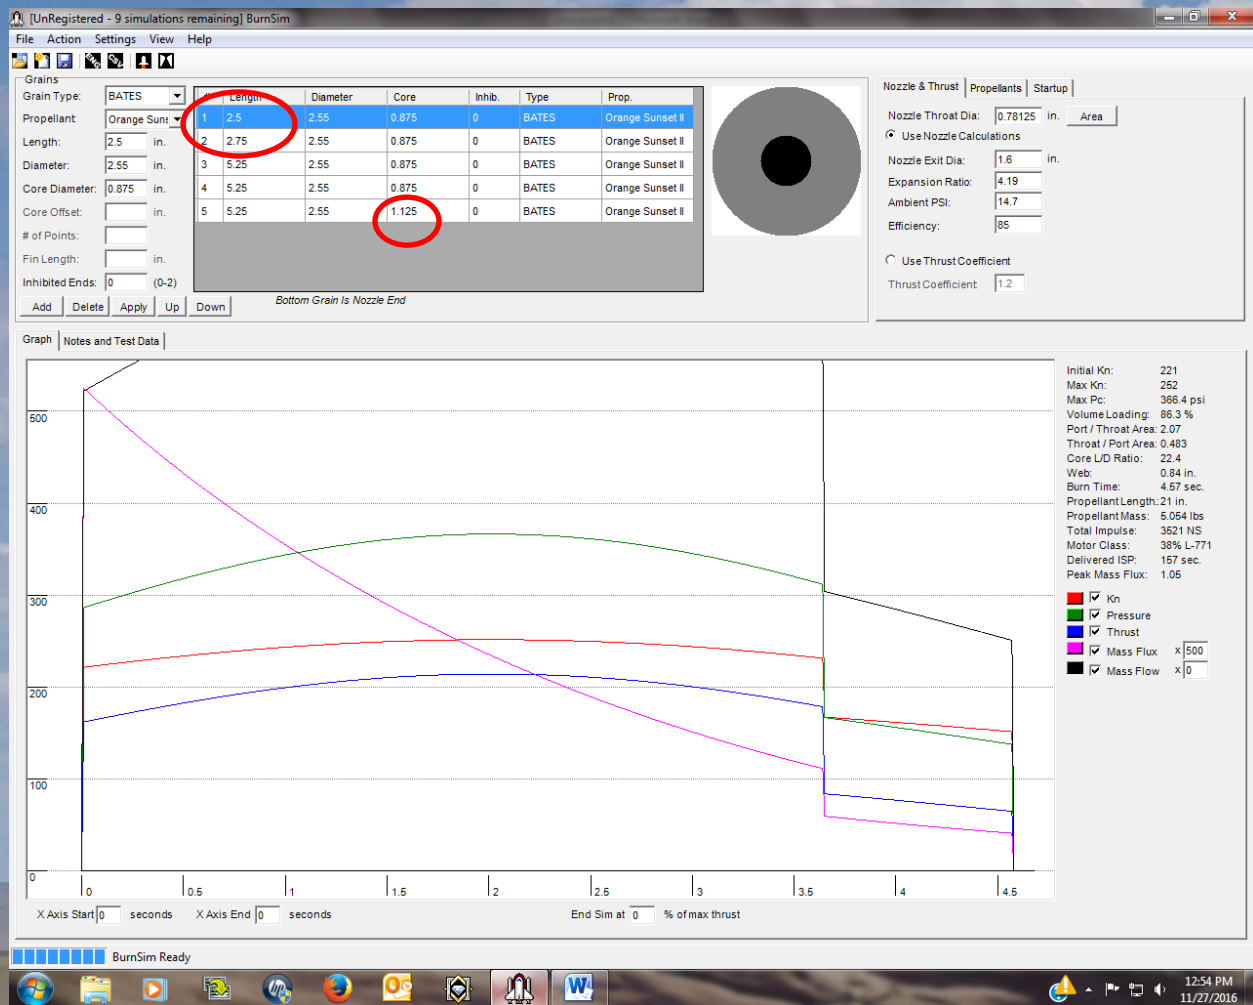 [UnRegistered - 9 simulations remaining] BurnSim
File Action Settings View Help
Grains
Grain Type: BATES
Propellant Orange Suns
Length: 2.5 in.
Diameter: 2.55 in.
Core Diameter: 0.875 in.
Core Offset: in.
# of Points:
Fin Length: in.
Inhibited Ends: 0 (0-2)
Add Delete Apply Up Down
Length Diameter Core Inhib. Type Prop.
1 2.5 2.55 0.875 0 BATES Orange Sunset II
2 2.75 2.55 0.875 0 BATES Orange Sunset II
3 5.25 2.55 0.875 0 BATES Orange Sunset II
4 5.25 2.55 0.875 0 BATES Orange Sunset II
5 5.25 2.55 1.125 0 BATES Orange Sunset II
Bottom Grain Is Nozzle End
Nozzle & Thrust Propellants Startup
Nozzle Throat Dia: 0.78125 in. Area
Use Nozzle Calculations
Nozzle Exit Dia: 1.6 in.
Expansion Ratio: 4.19
Ambient PSI: 14.7
Efficiency: 85
Use Thrust Coefficient
Thrust Coefficient 1.2
Graph Notes and Test Data
500
400
300
200
100
0
0 0.5 1 1.5 2 2.5 3 3.5 4 4.5
X Axis Start 0 seconds X Axis End 0 seconds End Sim at 0 % of max thrust
Initial Kn: 221
Max Kn: 252
Max Pc: 366.4 psi
Volume Loading: 86.3 %
Port / Throat Area: 2.07
Throat / Port Area: 0.483
Core L/D Ratio: 22.4
Web: 0.84 in.
Burn Time: 4.57 sec.
Propellant Length: 21 in.
Propellant Mass: 5.054 lbs
Total Impulse: 3521 NS
Motor Class: 38% L-771
Delivered ISP: 157 sec.
Peak Mass Flux: 1.05
Kn
Pressure
Thrust
Mass Flux x 500
Mass Flow x 0
BurnSim Ready
12:54 PM
11/27/2016